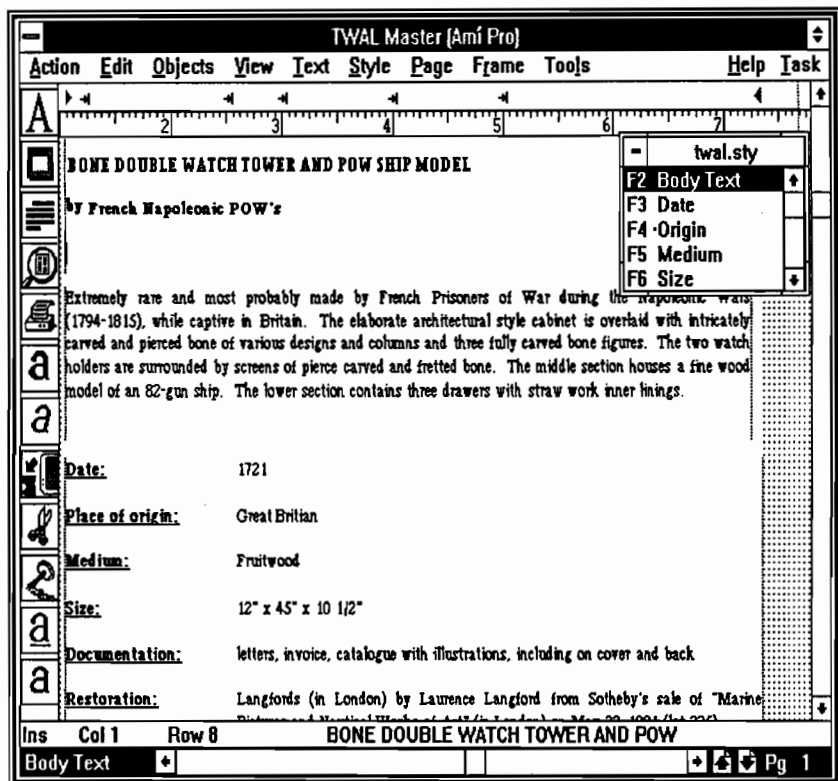 TWAL Master (Amí Pro)
Action Edit Objects View Text Style Page Frame Tools Help Task
2 3 4 5 6 7
twal.sty
F2 Body Text
F3 Date
F4 ·Origin
F5 Medium
F6 Size
BONE DOUBLE WATCH TOWER AND POW SHIP MODEL
by French Napoleonic POW's
Extremely rare and most probably made by French Prisoners of War during the Napoleonic Wars
(1794-1815), while captive in Britain. The elaborate architectural style cabinet is overlaid with intricately
carved and pierced bone of various designs and columns and three fully carved bone figures. The two watch
holders are surrounded by screens of pierce carved and fretted bone. The middle section houses a fine wood
model of an 82-gun ship. The lower section contains three drawers with straw work inner linings.
Date: 1721
Place of origin: Great Britian
Medium: Fruitwood
Size: 12" x 45" x 10 1/2"
Documentation: letters, invoice, catalogue with illustrations, including on cover and back
Restoration: Langfords (in London) by Laurence Langford from Sotheby's sale of "Marine
A
a
a
a
a
Ins Col 1 Row 8 BONE DOUBLE WATCH TOWER AND POW
Body Text Pg 1